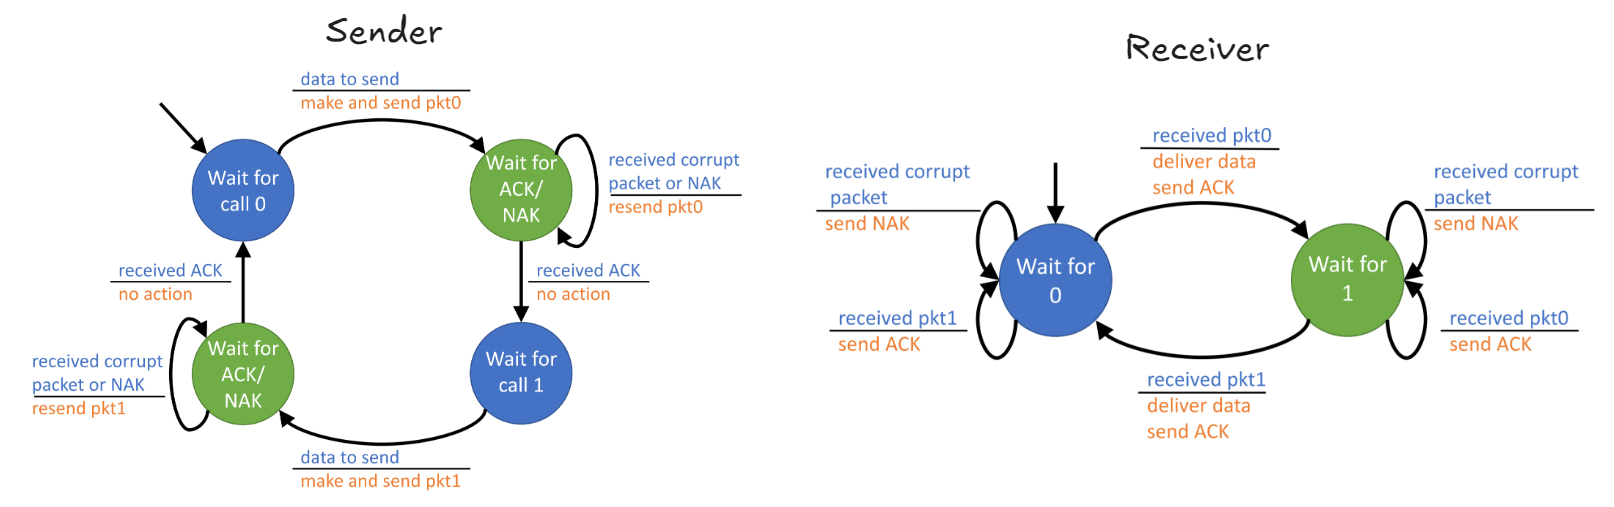 Sender
data to send
make and send pkt0
Wait for
call 0
Wait for
ACK/
NAK
received corrupt
packet or NAK
resend pkt0
received ACK
no action
received ACK
no action
received corrupt
packet or NAK
resend pkt1
Wait for
ACK/
NAK
Wait for
call 1
data to send
make and send pkt1
Receiver
received pkt0
deliver data
send ACK
received corrupt
packet
send NAK
received corrupt
packet
send NAK
Wait for
0
Wait for
1
received pkt1
send ACK
received pkt0
send ACK
received pkt1
deliver data
send ACK